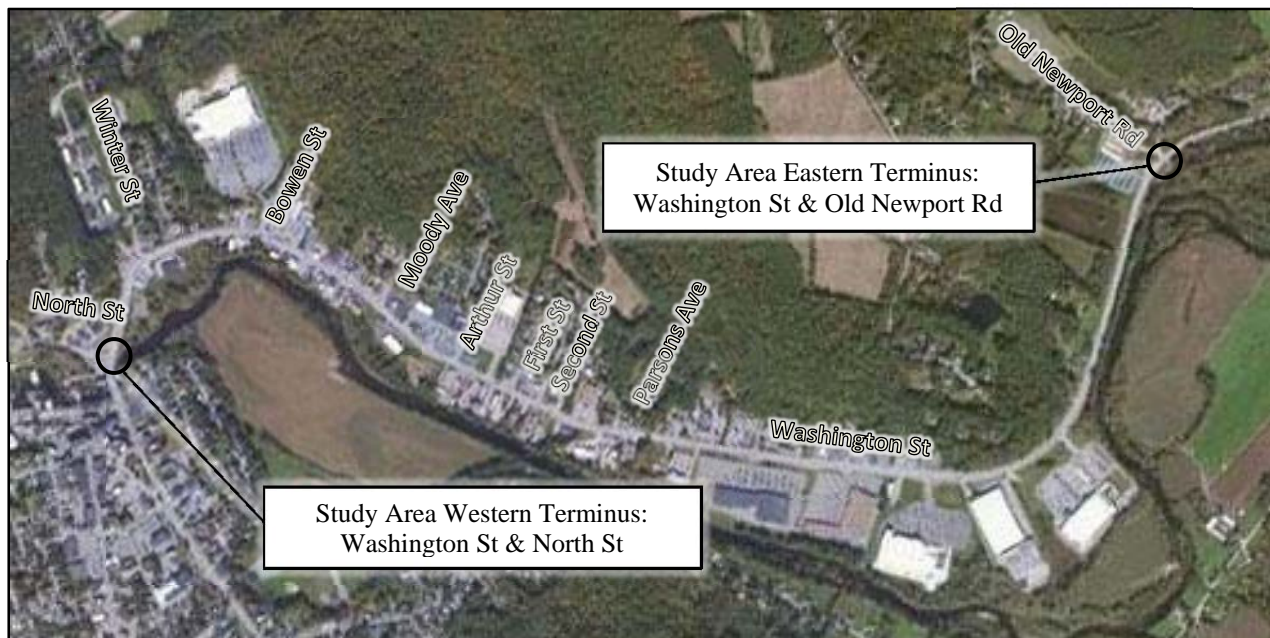 Old Newport Rd
Winter St
Bowen St
Study Area Eastern Terminus:
Washington St & Old Newport Rd
Moody Ave
Arthur St
North St
First St
Second St
Parsons Ave
Washington St
Study Area Western Terminus:
Washington St & North St